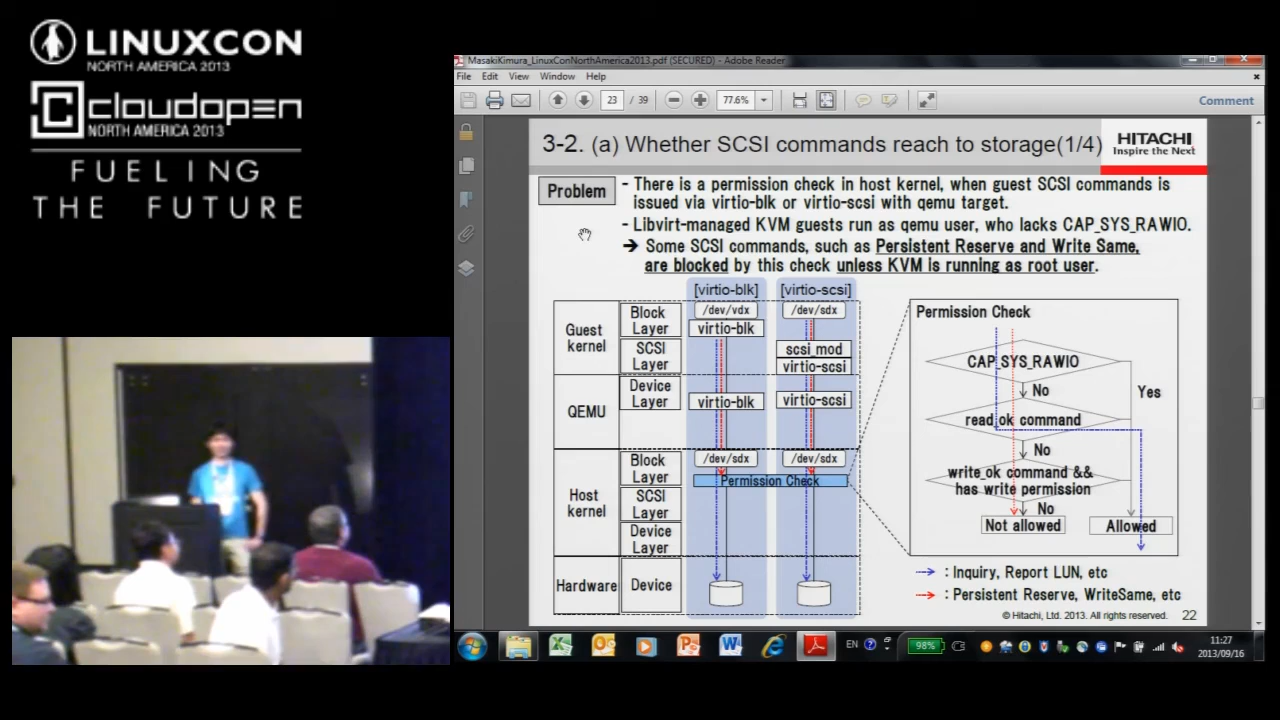 LINUXCON
NORTH AMERICA 2013
cloudopen
NORTH AMERICA 2013
FUELING
THE FUTURE
MasakiKimura_LinuxConNorthAmerica2013.pdf (SECURED) - Adobe Reader
File Edit View Window Help
23 / 39 77.6% Comment
3-2. (a) Whether SCSI commands reach to storage(1/4)
HITACHI
Inspire the Next
Problem
- There is a permission check in host kernel, when guest SCSI commands is
issued via virtio-blk or virtio-scsi with qemu target.
- Libvirt-managed KVM guests run as qemu user, who lacks CAP_SYS_RAWIO.
➔ Some SCSI commands, such as Persistent Reserve and Write Same,
are blocked by this check unless KVM is running as root user.
[virtio-blk] [virtio-scsi]
Guest
kernel
Block
Layer
/dev/vdx
virtio-blk
/dev/sdx
SCSI
Layer
scsi_mod
virtio-scsi
QEMU
Device
Layer
virtio-blk
virtio-scsi
Host
kernel
Block
Layer
/dev/sdx
/dev/sdx
Permission Check
SCSI
Layer
Device
Layer
Hardware
Device
Permission Check
CAP_SYS_RAWIO
No
Yes
read_ok command
No
write_ok command &&
has write permission
No
Not allowed
Allowed
: Inquiry, Report LUN, etc
: Persistent Reserve, WriteSame, etc
© Hitachi, Ltd. 2013. All rights reserved. 22
EN
98%
11:27
2013/09/16